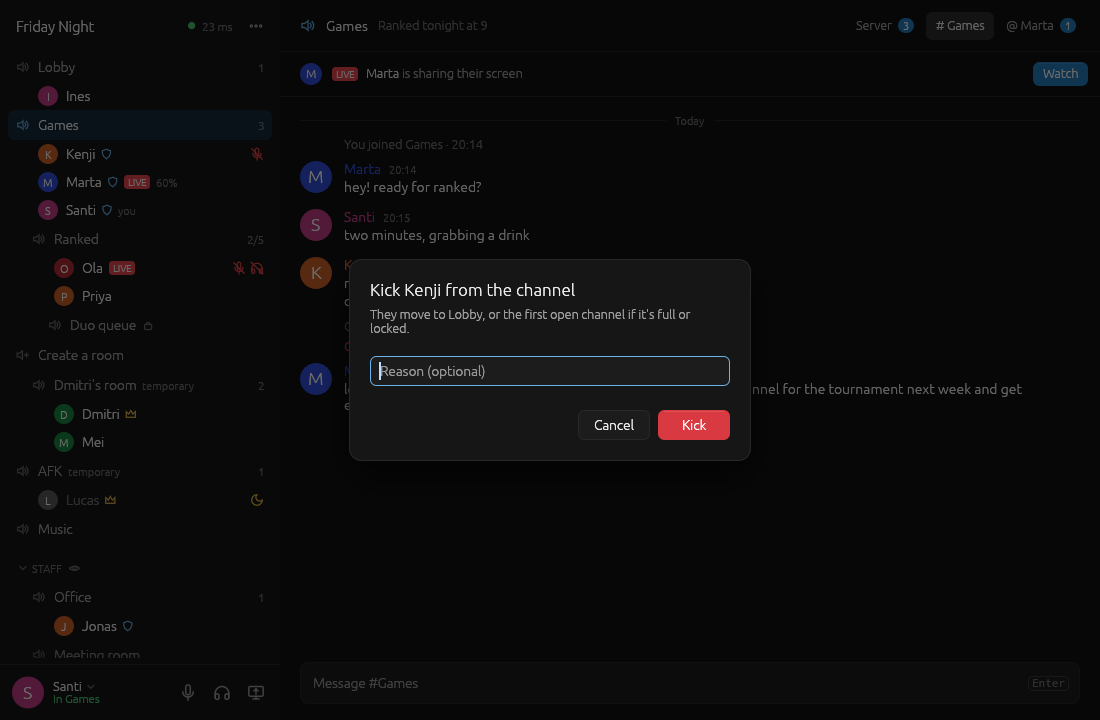 Friday Night
23 ms
Lobby 1
I Ines
Games 3
K Kenji
M Marta LIVE 60%
S Santi you
Ranked 2/5
O Ola LIVE
P Priya
Duo queue
Create a room
Dmitri's room temporary 2
D Dmitri
M Mei
AFK temporary 1
L Lucas
Music
STAFF
Office 1
J Jonas
Meeting room
S Santi
In Games
Games Ranked tonight at 9
Server 3
# Games
@ Marta 1
M LIVE Marta is sharing their screen
Watch
Today
You joined Games · 20:14
M Marta 20:14
hey! ready for ranked?
S Santi 20:15
two minutes, grabbing a drink
K
M
nnel for the tournament next week and get
Kick Kenji from the channel
They move to Lobby, or the first open channel if it's full or
locked.
Reason (optional)
Cancel
Kick
Message #Games
Enter